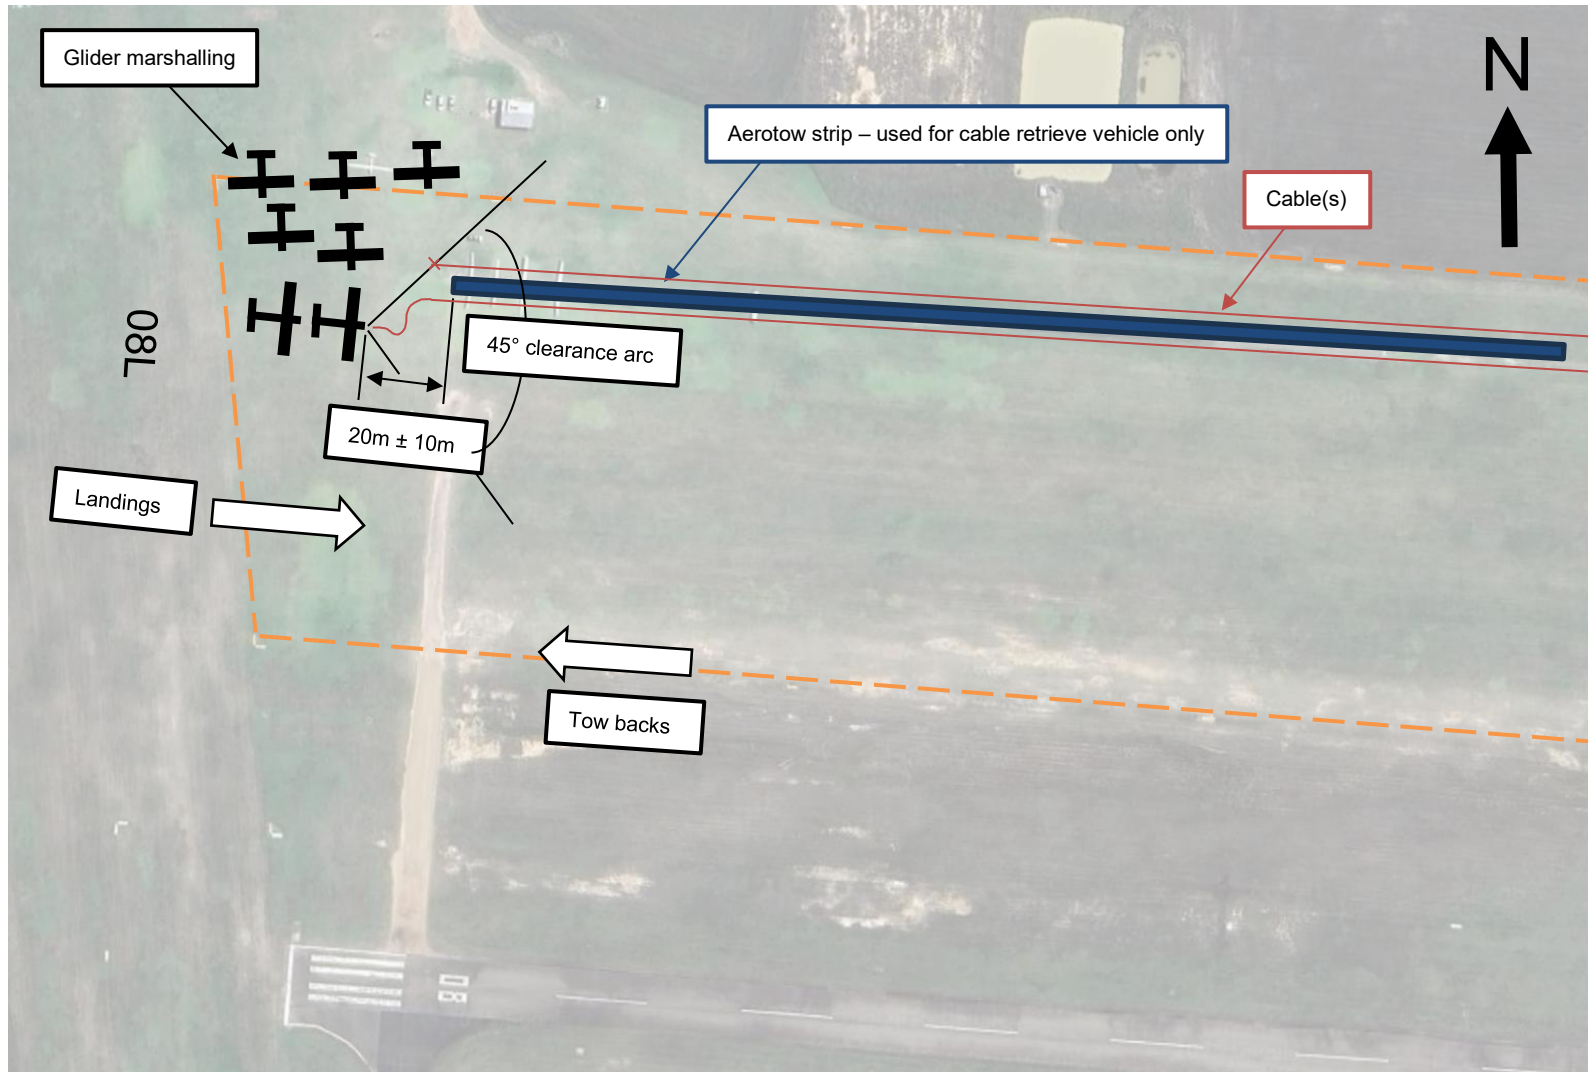 Glider marshalling
N
Aerotow strip – used for cable retrieve vehicle only
Cable(s)
08L
45° clearance arc
20m ± 10m
Landings
Tow backs